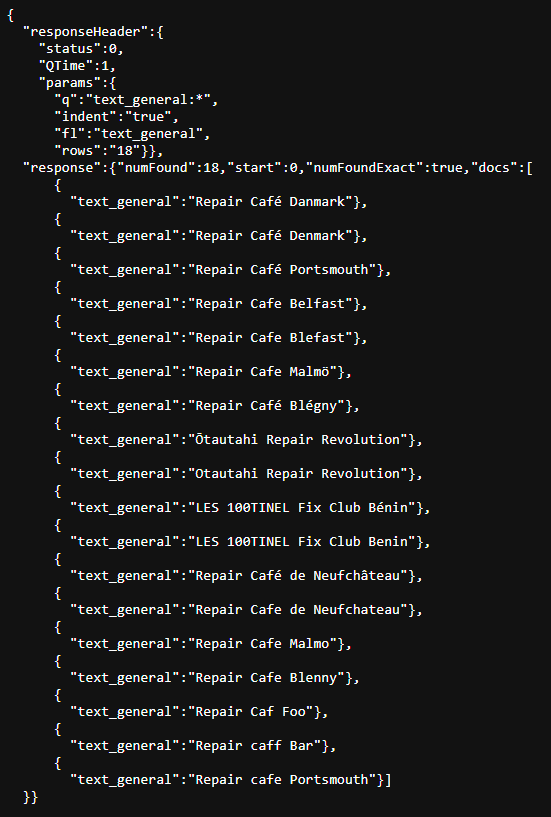 {
  "responseHeader":{
    "status":0,
    "QTime":1,
    "params":{
      "q":"text_general:*",
      "indent":"true",
      "fl":"text_general",
      "rows":"18"}},
  "response":{"numFound":18,"start":0,"numFoundExact":true,"docs":[
      {
        "text_general":"Repair Café Danmark"},
      {
        "text_general":"Repair Café Denmark"},
      {
        "text_general":"Repair Café Portsmouth"},
      {
        "text_general":"Repair Cafe Belfast"},
      {
        "text_general":"Repair Cafe Blefast"},
      {
        "text_general":"Repair Cafe Malmö"},
      {
        "text_general":"Repair Café Blégny"},
      {
        "text_general":"Ōtautahi Repair Revolution"},
      {
        "text_general":"Otautahi Repair Revolution"},
      {
        "text_general":"LES 100TINEL Fix Club Bénin"},
      {
        "text_general":"LES 100TINEL Fix Club Benin"},
      {
        "text_general":"Repair Café de Neufchâteau"},
      {
        "text_general":"Repair Cafe de Neufchateau"},
      {
        "text_general":"Repair Cafe Malmo"},
      {
        "text_general":"Repair Cafe Blenny"},
      {
        "text_general":"Repair Caf Foo"},
      {
        "text_general":"Repair caff Bar"},
      {
        "text_general":"Repair cafe Portsmouth"}]
  }}